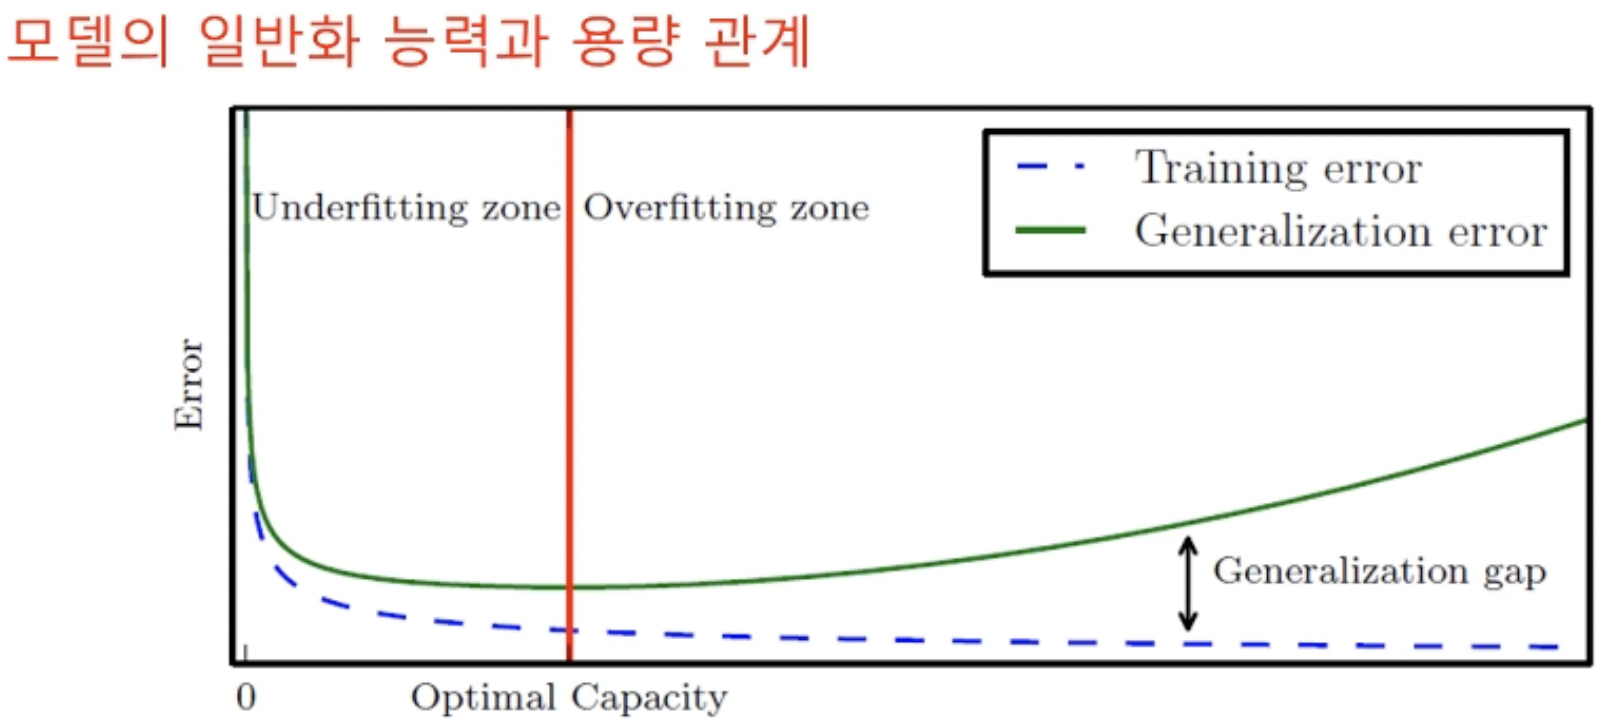 모델의 일반화 능력과 용량 관계
Training error
Generalization error
Underfitting zone
Overfitting zone
Error
Generalization gap
0
Optimal Capacity